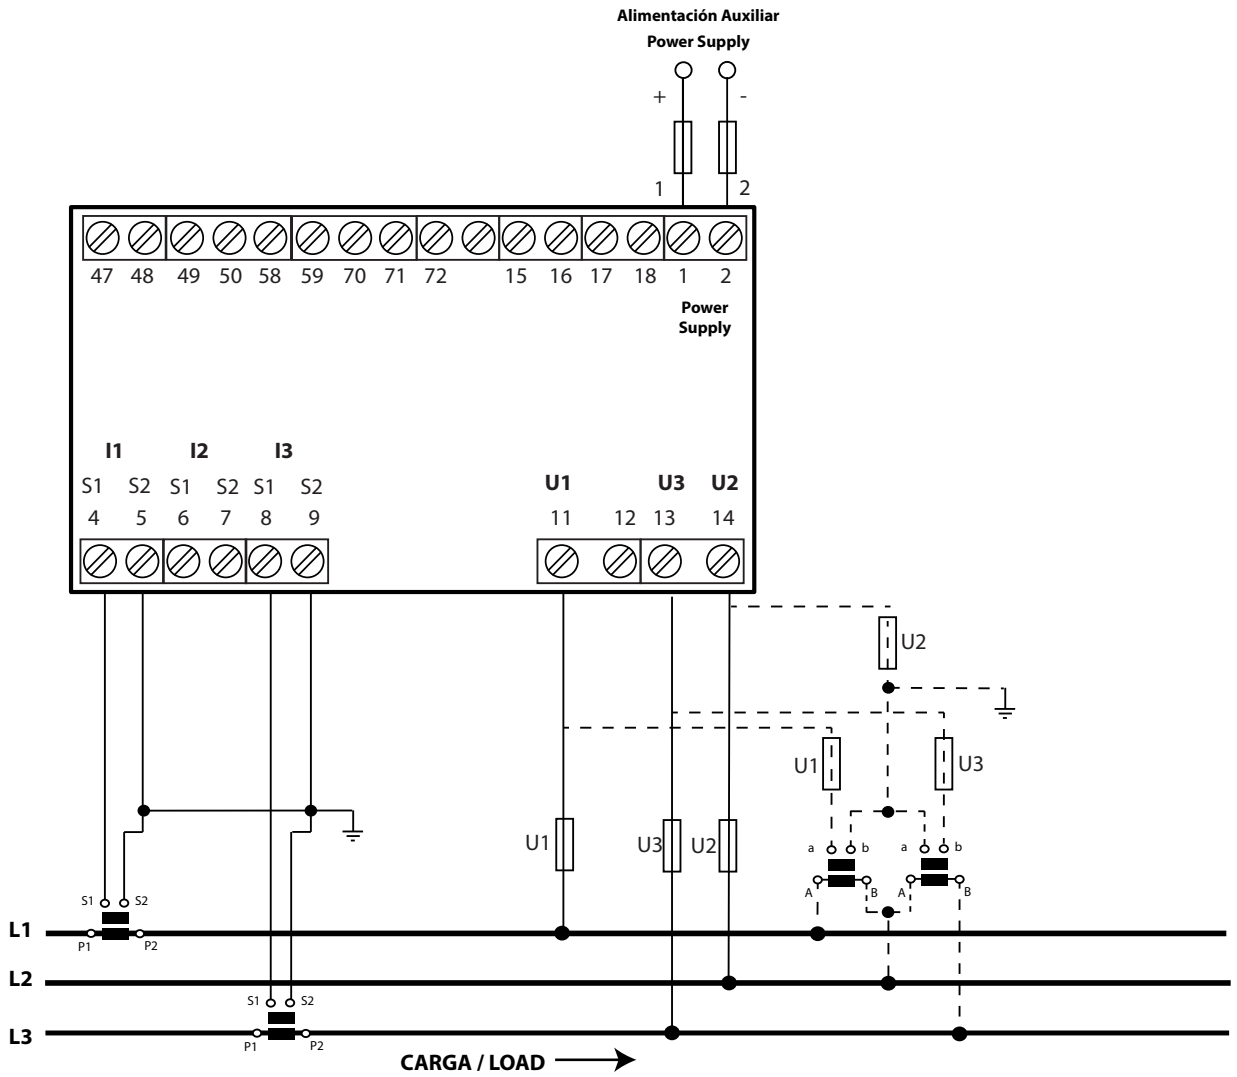 Alimentación Auxiliar
Power Supply
+ -
1 2
47 48 49 50 58 59 70 71 72 15 16 17 18 1 2
Power
Supply
I1 I2 I3
S1 S2 S1 S2 S1 S2
U1 U3 U2
4 5 6 7 8 9
11 12 13 14
U2
U1 U3
U1 U3 U2
a b a b
A B A B
S1 S2
L1
P1 P2
L2
S1 S2
L3
P1 P2
CARGA / LOAD